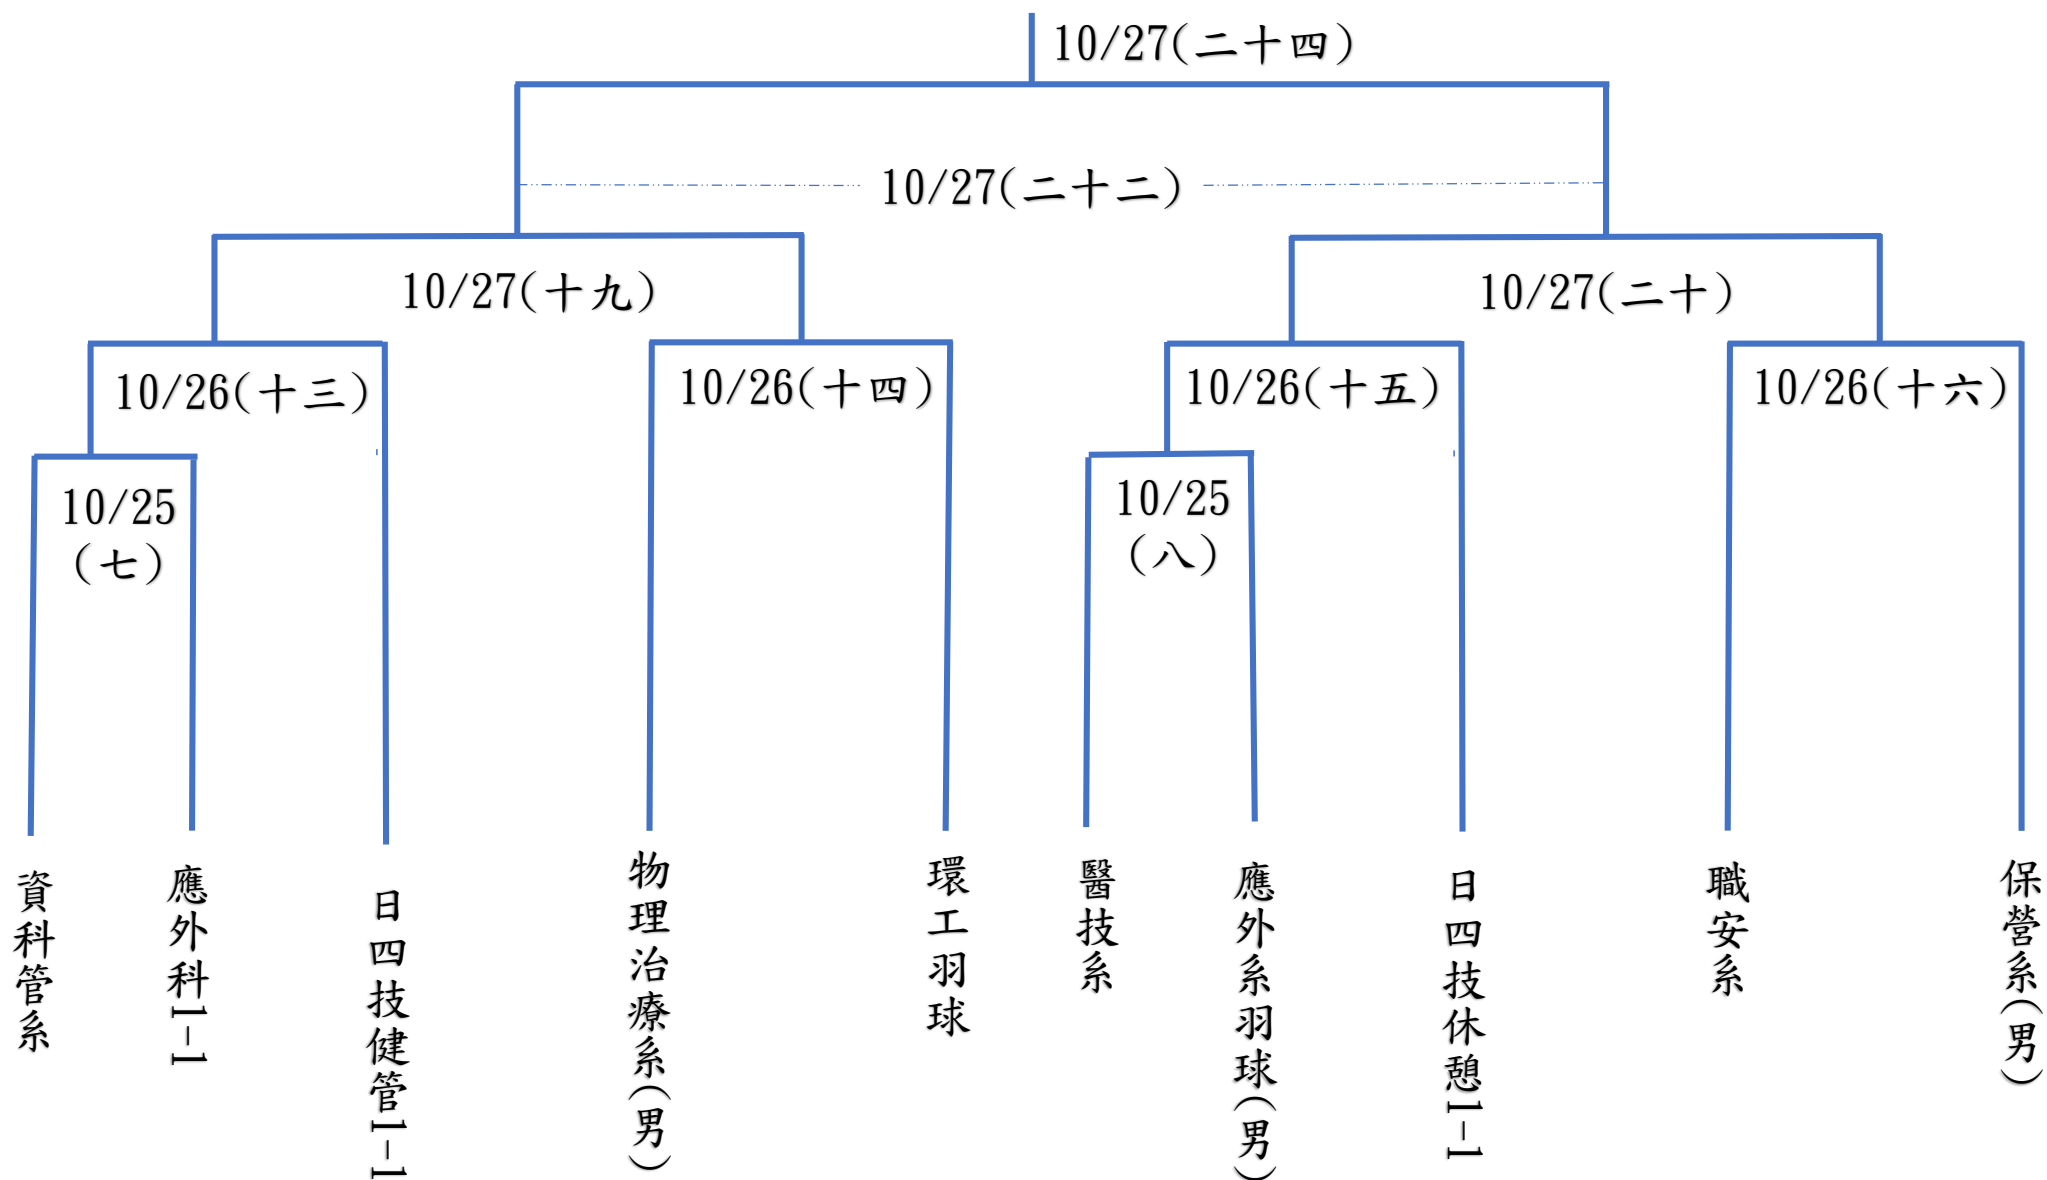 10/27(二十四)
10/27(二十二)
10/27(十九)
10/27(二十)
10/26(十三)
10/26(十四)
10/26(十五)
10/26(十六)
10/25
(七)
10/25
(八)
資科管系
應外科1-1
日四技健管1-1
物理治療系(男)
環工羽球
醫技系
應外系羽球(男)
日四技休憩1-1
職安系
保營系(男)